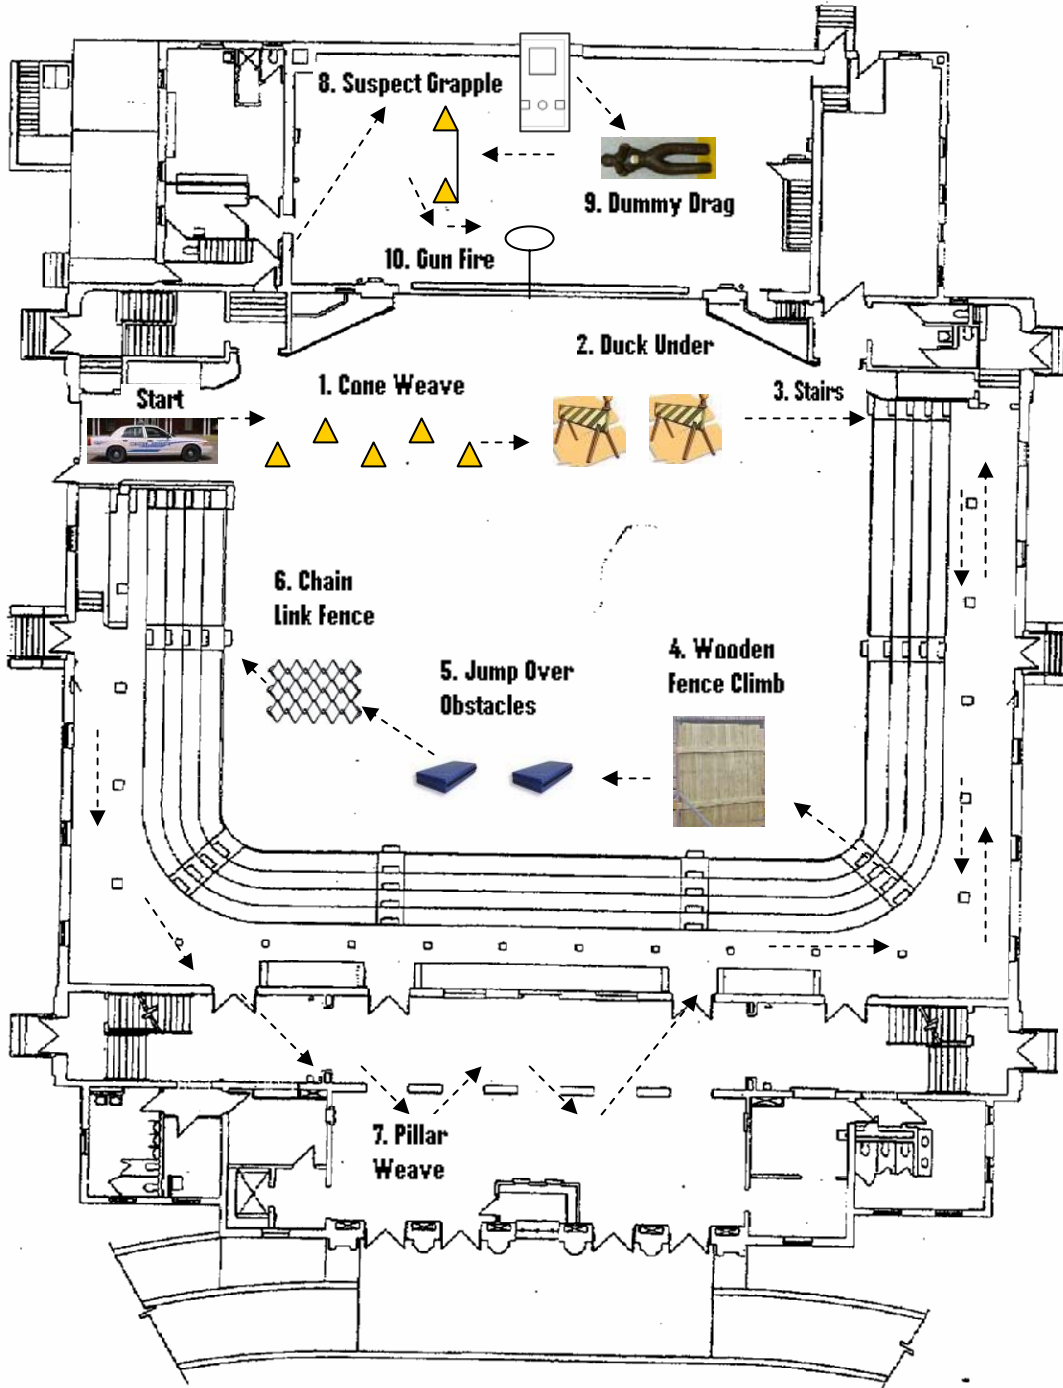 8. Suspect Grapple
9. Dummy Drag
10. Gun Fire
2. Duck Under
Start
1. Cone Weave
3. Stairs
6. Chain
Link Fence
5. Jump Over
Obstacles
4. Wooden
Fence Climb
7. Pillar
Weave